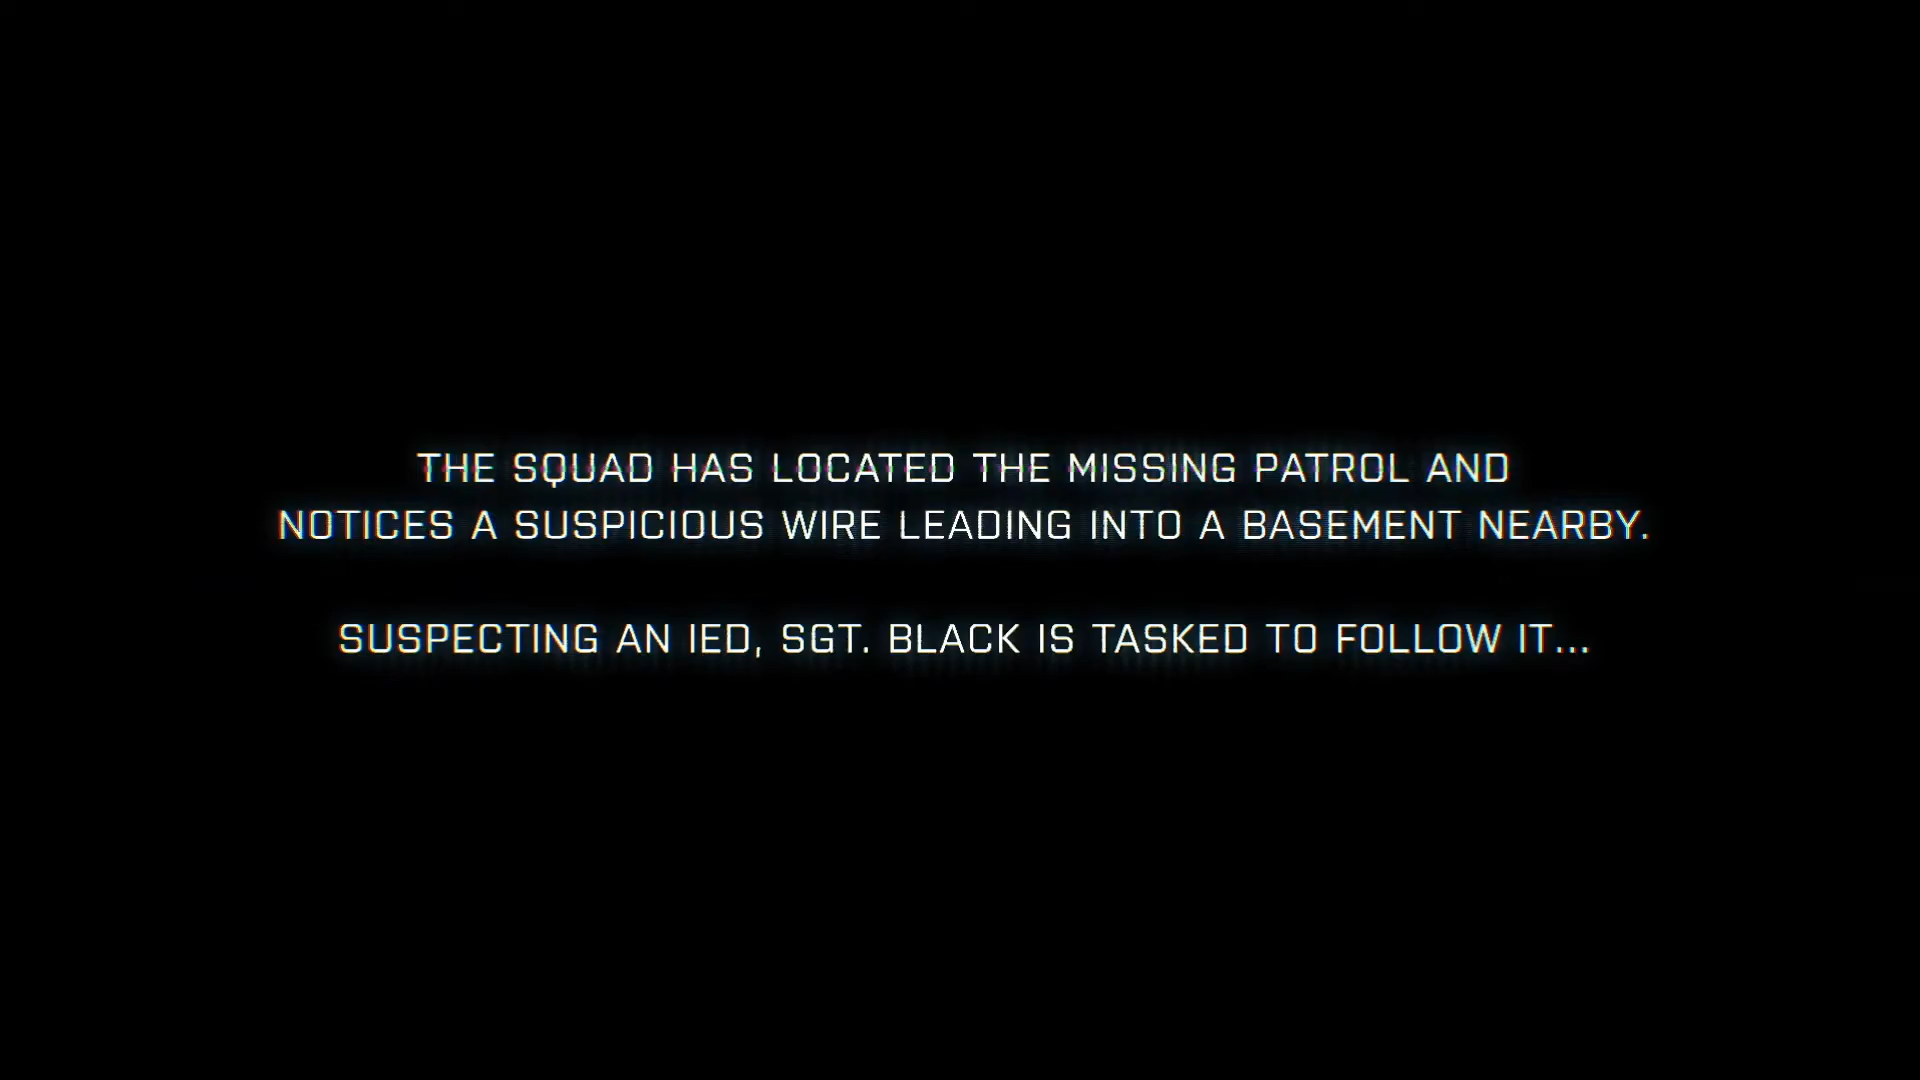 THE SQUAD HAS LOCATED THE MISSING PATROL AND
NOTICES A SUSPICIOUS WIRE LEADING INTO A BASEMENT NEARBY.
SUSPECTING AN IED, SGT. BLACK IS TASKED TO FOLLOW IT...